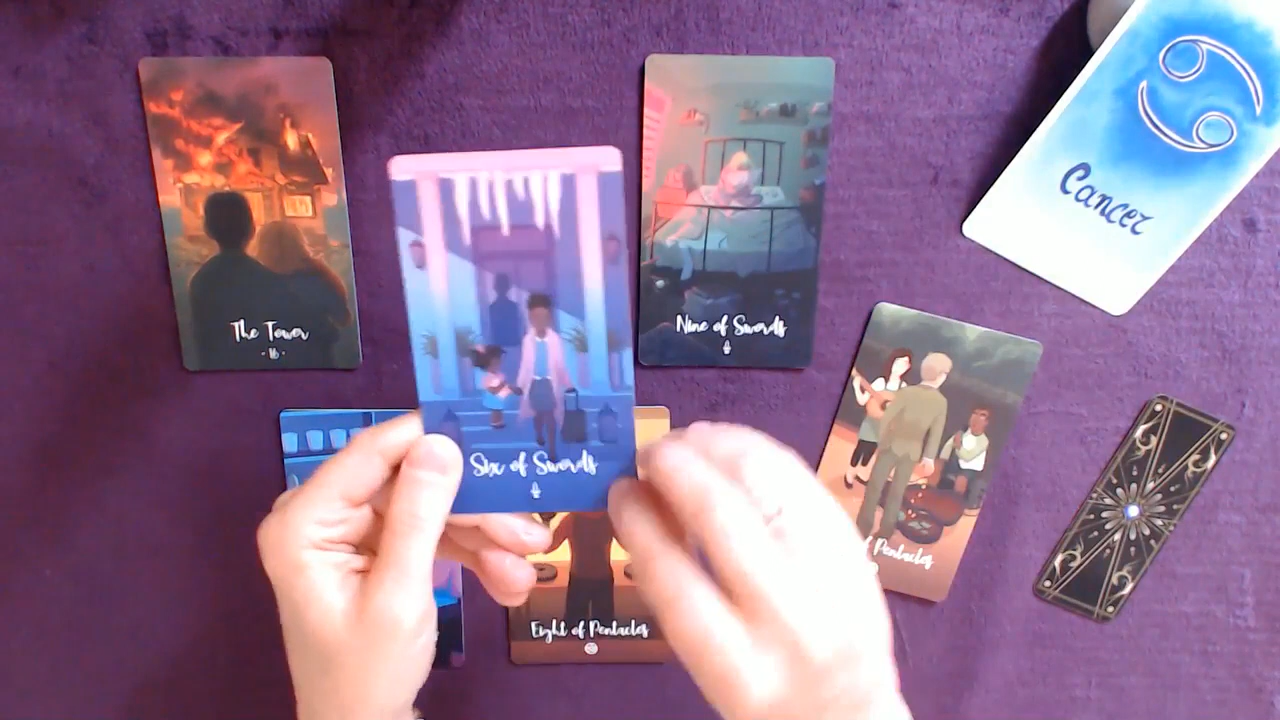 The Tower
- 16 -
Six of Swords
Nine of Swords
Cancer
f Pentacles
Eight of Pentacles